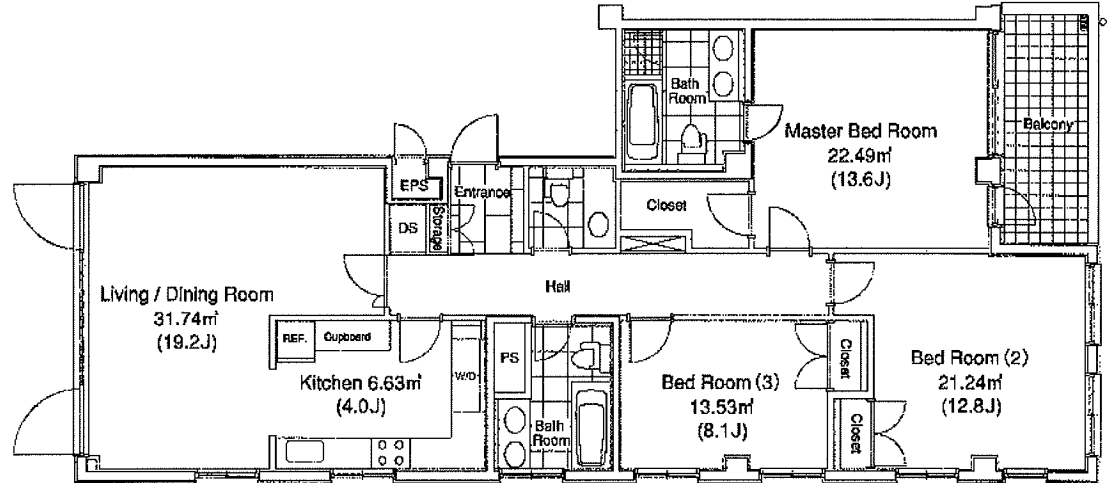 Bath
Room
Master Bed Room
22.49㎡
(13.6J)
Balcony
EPS
Entrance
Storage
DS
Closet
Living / Dining Room
31.74㎡
(19.2J)
Hall
REF.
Cupboard
Kitchen 6.63㎡
(4.0J)
W/D
PS
Bath
Room
Bed Room (3)
13.53㎡
(8.1J)
Closet
Closet
Bed Room (2)
21.24㎡
(12.8J)